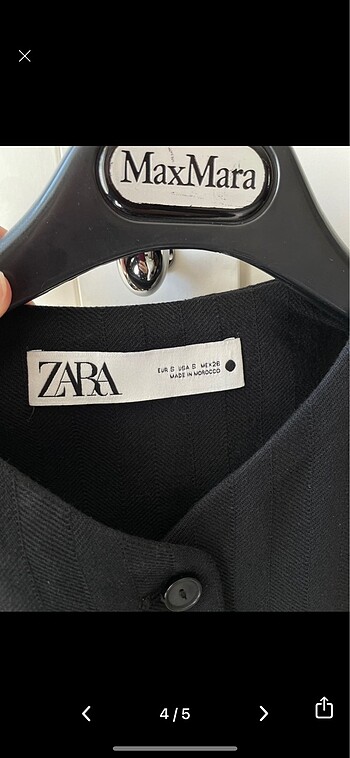 MaxMara
ZARA
EUR S USA S MEX 26
MADE IN MOROCCO
4/5